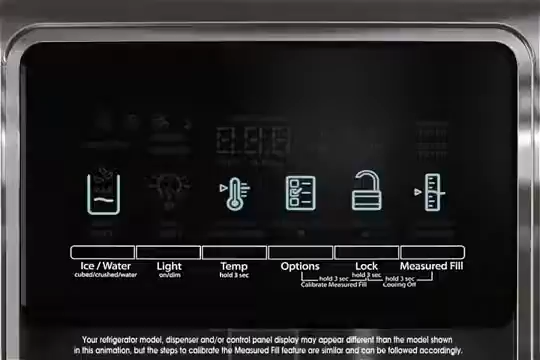 Ice / Water Light Temp Options Lock Measured Fill
cubed/crushed/water on/dim hold 3 sec
hold 3 sec hold 3 sec hold 3 sec
Calibrate Measured Fill Cooling Off
Your refrigerator model, dispenser and/or control panel display may appear different than the model shown
in this animation, but the steps to calibrate the Measured Fill feature are similar and can be followed accordingly.